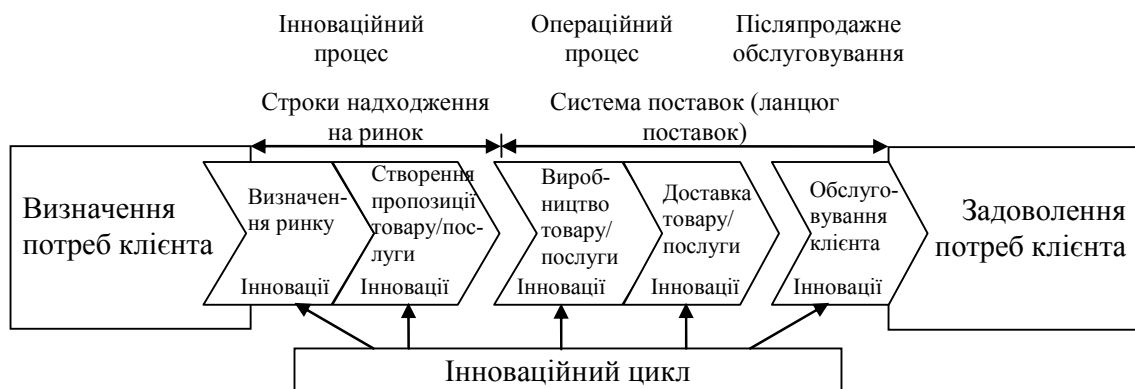 Інноваційний
процес
Операційний
процес
Післяпродажне
обслуговування
Строки надходження
на ринок
Система поставок (ланцюг
поставок)
Визначення
потреб клієнта
Визначен-
ня ринку
Інновації
Створення
пропозиції
товару/пос-
луги
Інновації
Вироб-
ництво
товару/
послуги
Інновації
Доставка
товару/
послуги
Інновації
Обслуго-
вування
клієнта
Інновації
Задоволення
потреб клієнта
Інноваційний цикл